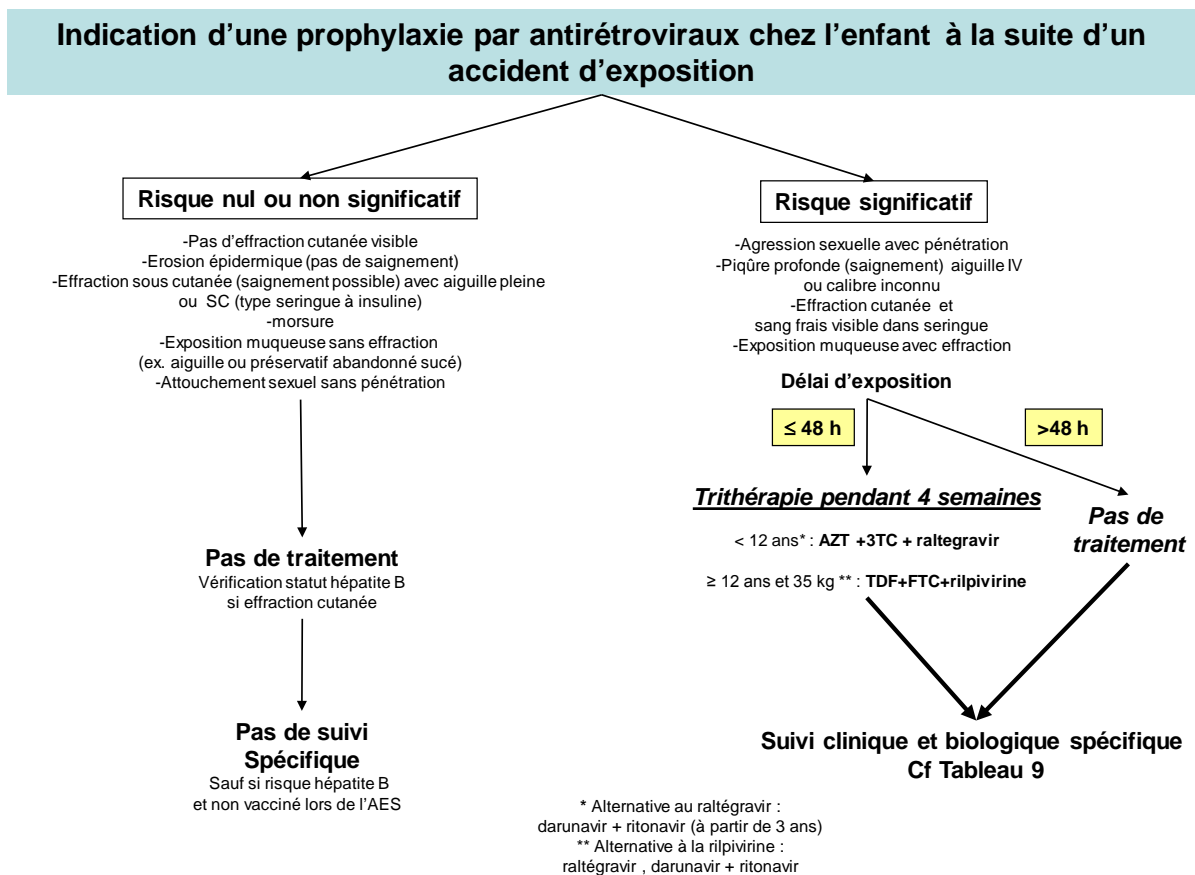 Indication d’une prophylaxie par antirétroviraux chez l’enfant à la suite d’un
accident d’exposition
Risque nul ou non significatif
-Pas d’effraction cutanée visible
-Erosion épidermique (pas de saignement)
-Effraction sous cutanée (saignement possible) avec aiguille pleine
ou SC (type seringue à insuline)
-morsure
-Exposition muqueuse sans effraction
(ex. aiguille ou préservatif abandonné sucé)
-Attouchement sexuel sans pénétration
Pas de traitement
Vérification statut hépatite B
si effraction cutanée
Pas de suivi
Spécifique
Sauf si risque hépatite B
et non vacciné lors de l’AES
Risque significatif
-Agression sexuelle avec pénétration
-Piqûre profonde (saignement) aiguille IV
ou calibre inconnu
-Effraction cutanée et
sang frais visible dans seringue
-Exposition muqueuse avec effraction
Délai d’exposition
≤ 48 h
>48 h
Trithérapie pendant 4 semaines
< 12 ans* : AZT +3TC + raltegravir
≥ 12 ans et 35 kg ** : TDF+FTC+rilpivirine
Pas de
traitement
Suivi clinique et biologique spécifique
Cf Tableau 9
* Alternative au raltégravir :
darunavir + ritonavir (à partir de 3 ans)
** Alternative à la rilpivirine :
raltégravir , darunavir + ritonavir